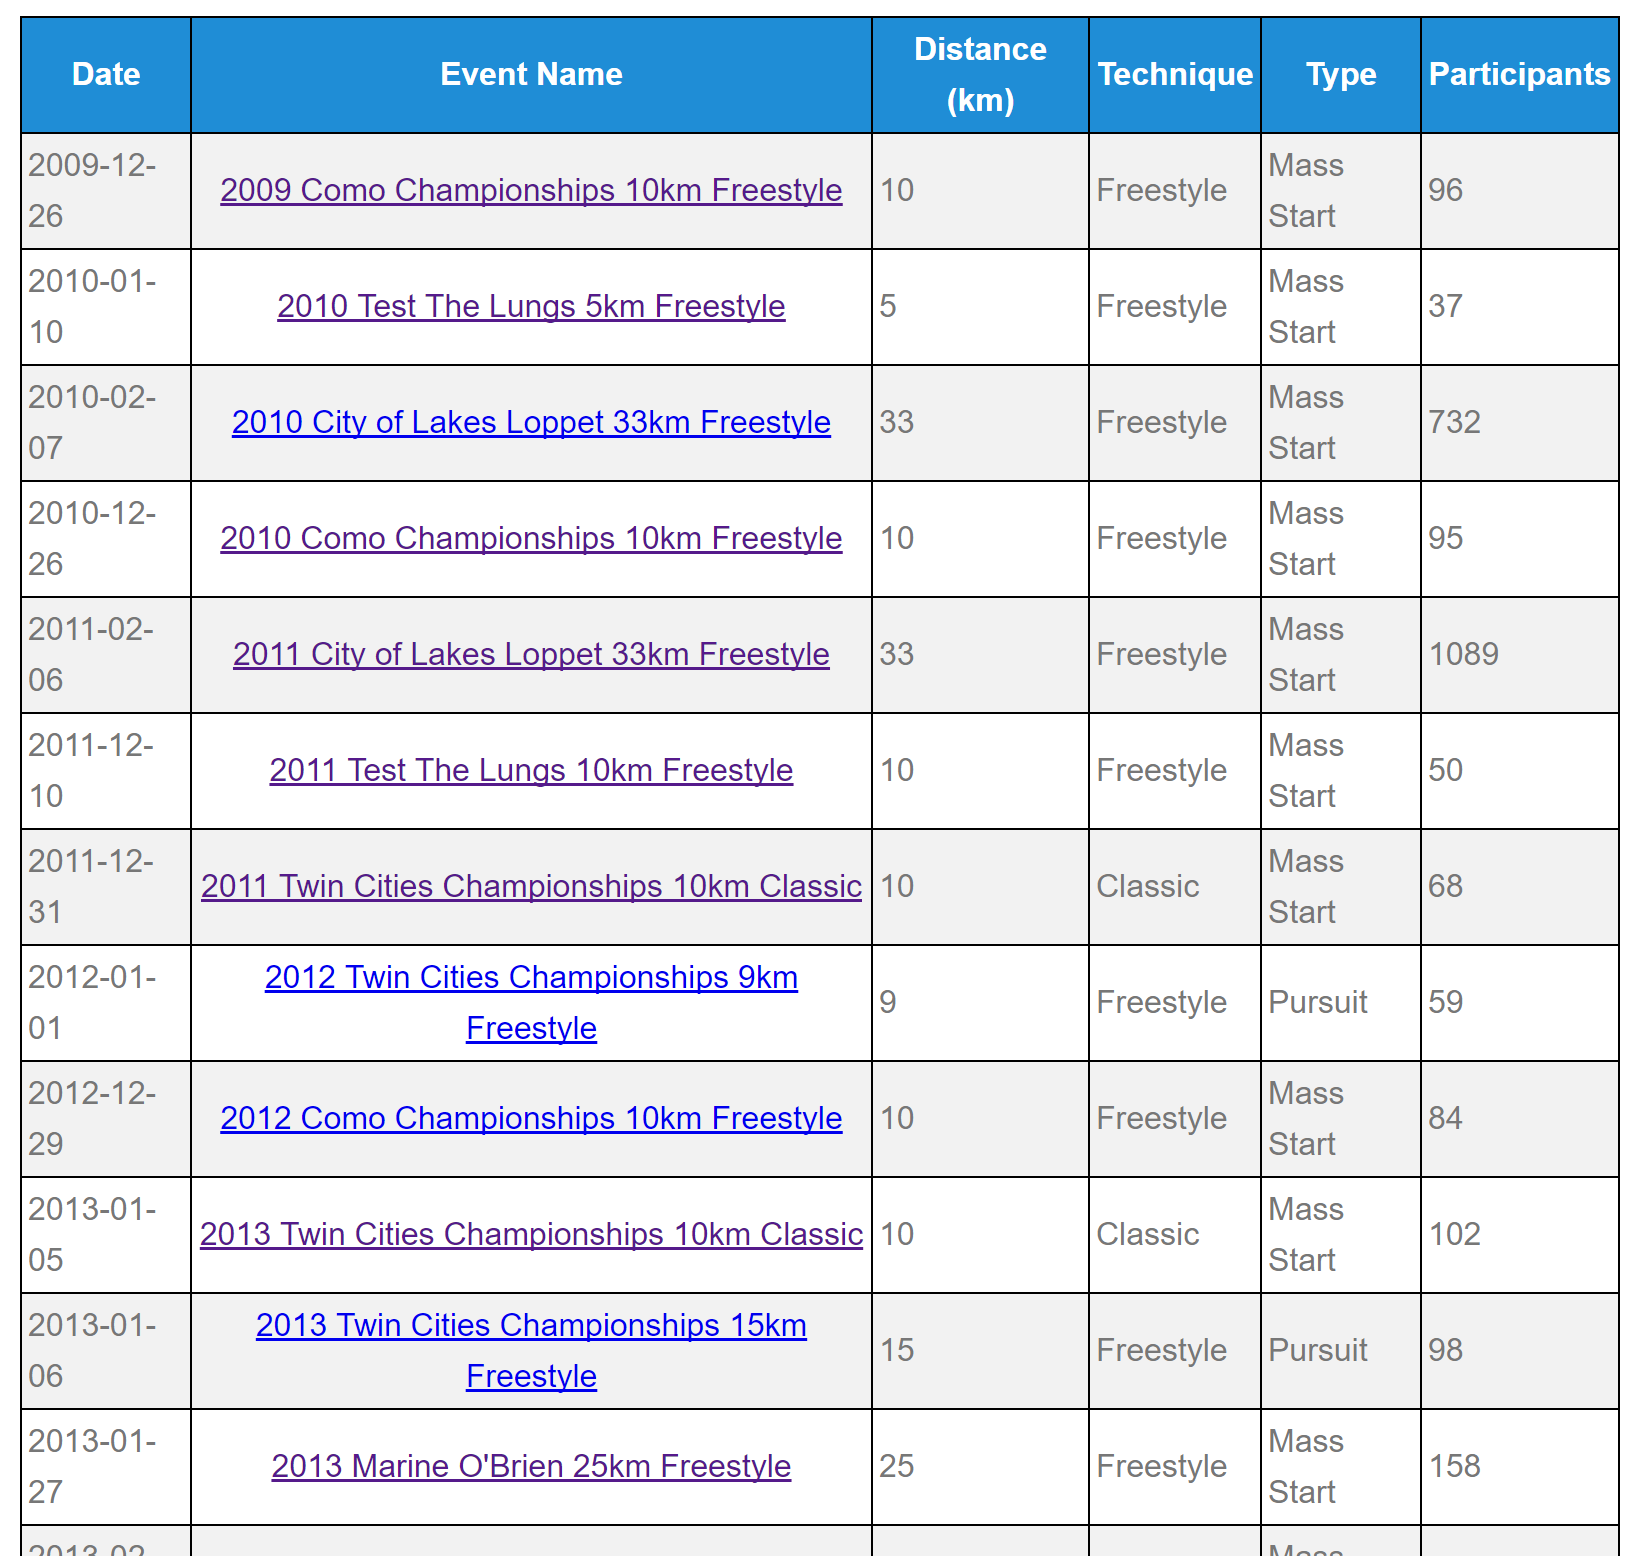 Date Event Name Distance (km) Technique Type Participants
2009-12-26 2009 Como Championships 10km Freestyle 10 Freestyle Mass Start 96
2010-01-10 2010 Test The Lungs 5km Freestyle 5 Freestyle Mass Start 37
2010-02-07 2010 City of Lakes Loppet 33km Freestyle 33 Freestyle Mass Start 732
2010-12-26 2010 Como Championships 10km Freestyle 10 Freestyle Mass Start 95
2011-02-06 2011 City of Lakes Loppet 33km Freestyle 33 Freestyle Mass Start 1089
2011-12-10 2011 Test The Lungs 10km Freestyle 10 Freestyle Mass Start 50
2011-12-31 2011 Twin Cities Championships 10km Classic 10 Classic Mass Start 68
2012-01-01 2012 Twin Cities Championships 9km Freestyle 9 Freestyle Pursuit 59
2012-12-29 2012 Como Championships 10km Freestyle 10 Freestyle Mass Start 84
2013-01-05 2013 Twin Cities Championships 10km Classic 10 Classic Mass Start 102
2013-01-06 2013 Twin Cities Championships 15km Freestyle 15 Freestyle Pursuit 98
2013-01-27 2013 Marine O'Brien 25km Freestyle 25 Freestyle Mass Start 158
2013-02- Mass